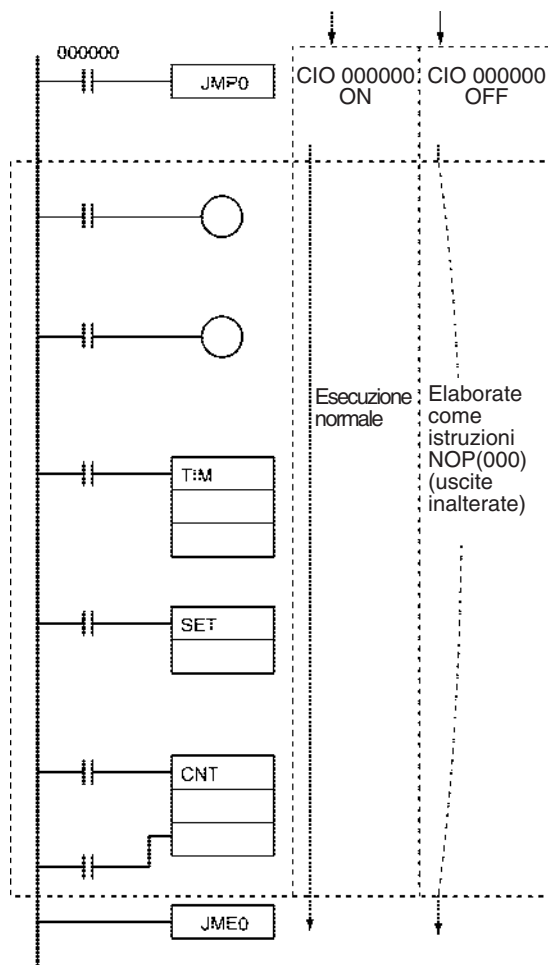 000000
JMP0
CIO 000000
ON
CIO 000000
OFF
TIM
Esecuzione
normale
Elaborate
come
istruzioni
NOP(000)
(uscite
inalterate)
SET
CNT
JME0